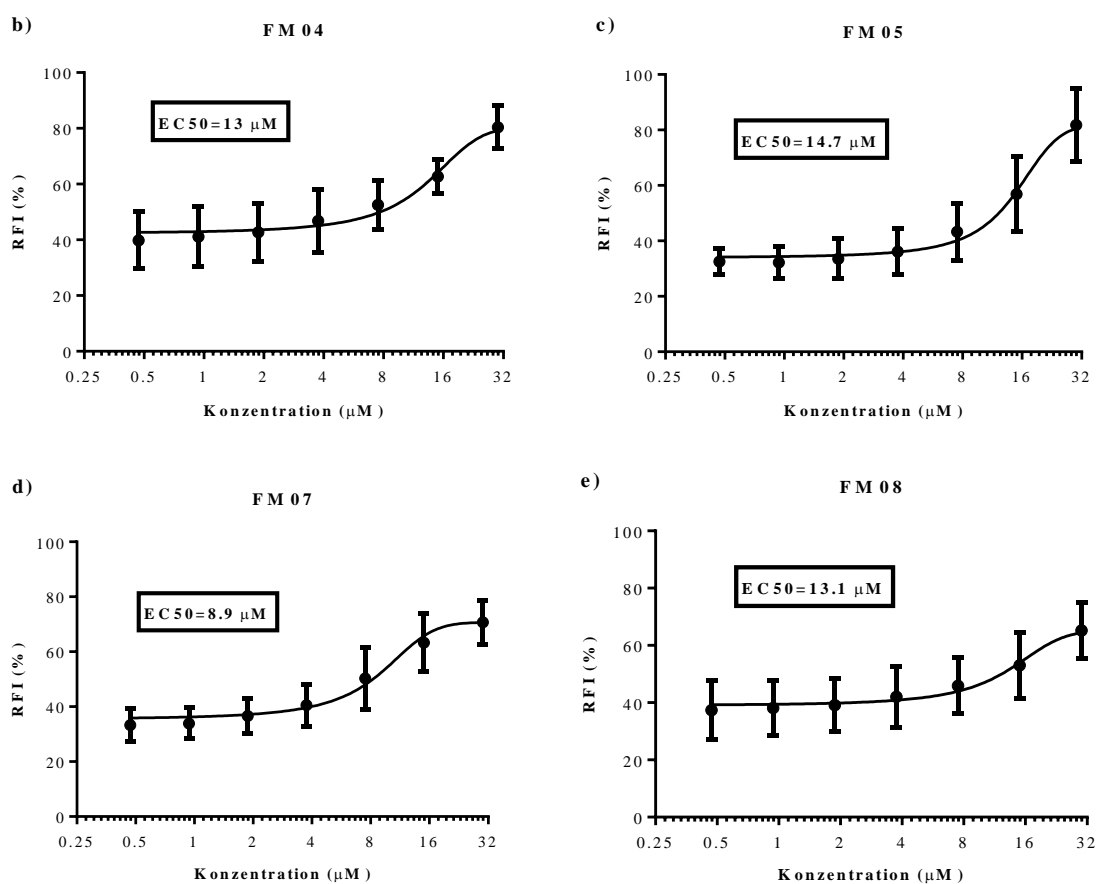 b)
FM 04
100
80
60
40
20
0
RFI (%)
EC50=13 μM
0.25 0.5 1 2 4 8 16 32
Konzentration (μM)
c)
FM 05
100
80
60
40
20
0
RFI (%)
EC50=14.7 μM
0.25 0.5 1 2 4 8 16 32
Konzentration (μM)
d)
FM 07
100
80
60
40
20
0
RFI (%)
EC50=8.9 μM
0.25 0.5 1 2 4 8 16 32
Konzentration (μM)
e)
FM 08
100
80
60
40
20
0
RFI (%)
EC50=13.1 μM
0.25 0.5 1 2 4 8 16 32
Konzentration (μM)